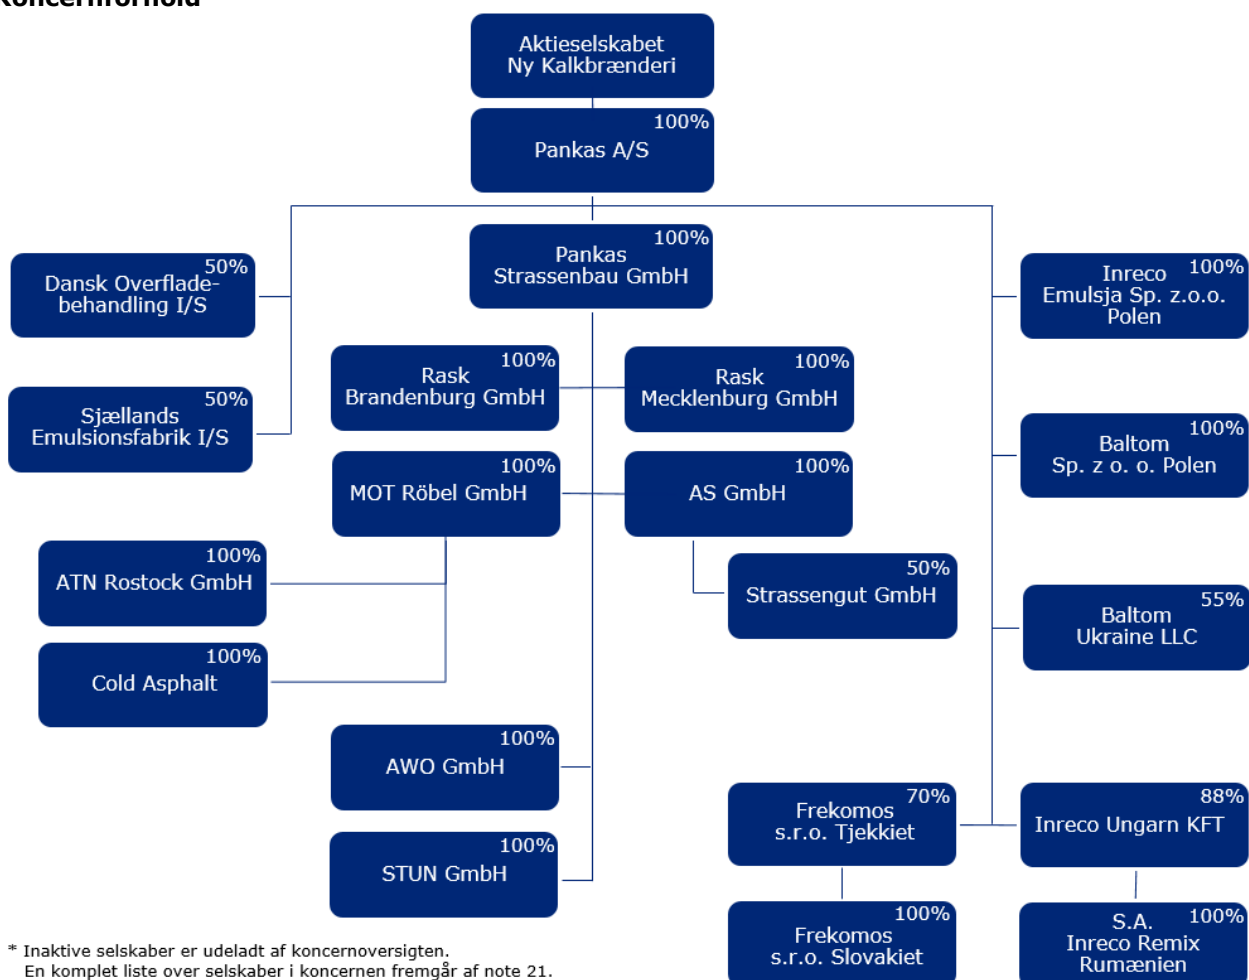 Koncernforhold
Aktieselskabet
Ny Kalkbrænderi
100%
Pankas A/S
100%
Pankas
Strassenbau GmbH
50%
Dansk Overflade-
behandling I/S
100%
Inreco
Emulsja Sp. z.o.o.
Polen
100%
Rask
Brandenburg GmbH
100%
Rask
Mecklenburg GmbH
50%
Sjællands
Emulsionsfabrik I/S
100%
Baltom
Sp. z o. o. Polen
100%
MOT Röbel GmbH
100%
AS GmbH
100%
ATN Rostock GmbH
50%
Strassengut GmbH
55%
Baltom
Ukraine LLC
100%
Cold Asphalt
100%
AWO GmbH
70%
Frekomos
s.r.o. Tjekkiet
88%
Inreco Ungarn KFT
100%
STUN GmbH
100%
Frekomos
s.r.o. Slovakiet
100%
S.A.
Inreco Remix
Rumænien
* Inaktive selskaber er udeladt af koncernoversigten.
En komplet liste over selskaber i koncernen fremgår af note 21.